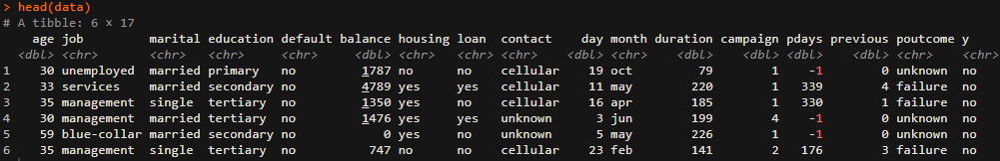 > head(data)
# A tibble: 6 × 17
age job marital education default balance housing loan contact day month duration campaign pdays previous poutcome y
<dbl> <chr> <chr> <chr> <chr> <dbl> <chr> <chr> <chr> <dbl> <chr> <dbl> <dbl> <dbl> <dbl> <chr> <chr>
1 30 unemployed married primary no 1787 no no cellular 19 oct 79 1 -1 0 unknown no
2 33 services married secondary no 4789 yes yes cellular 11 may 220 1 339 4 failure no
3 35 management single tertiary no 1350 yes no cellular 16 apr 185 1 330 1 failure no
4 30 management married tertiary no 1476 yes yes unknown 3 jun 199 4 -1 0 unknown no
5 59 blue-collar married secondary no 0 yes no unknown 5 may 226 1 -1 0 unknown no
6 35 management single tertiary no 747 no no cellular 23 feb 141 2 176 3 failure no